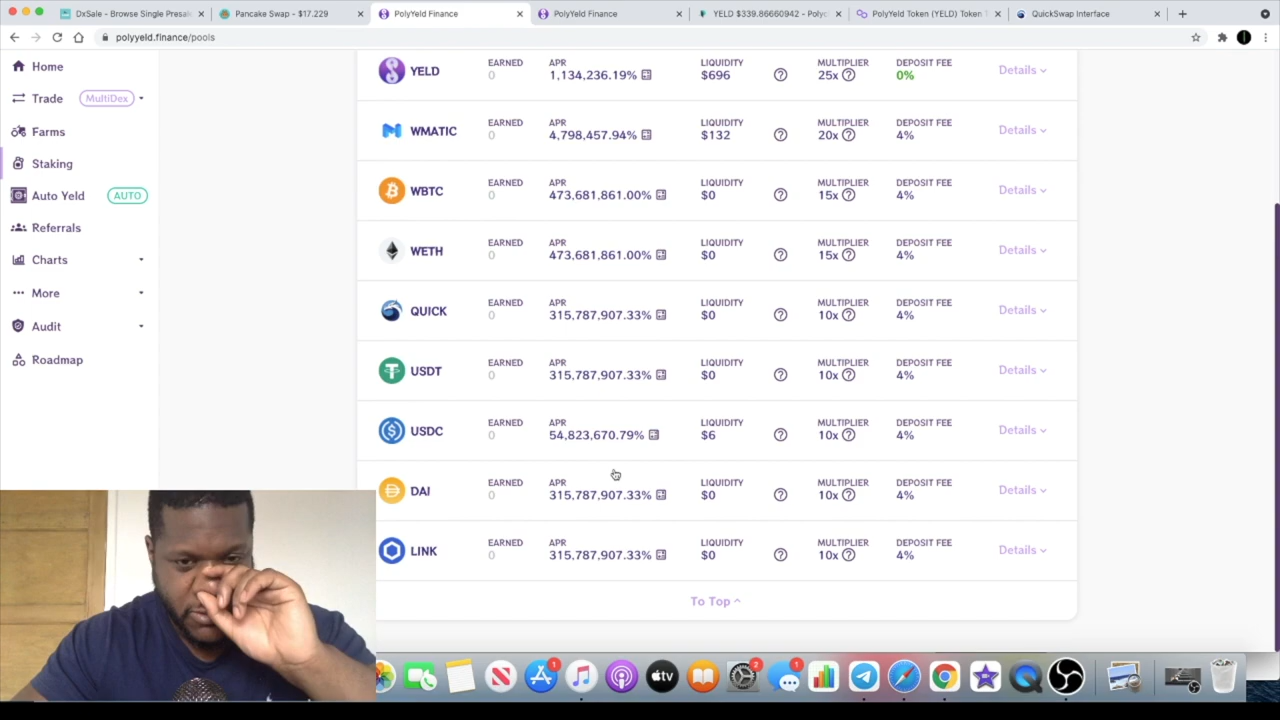 DxSale - Browse Single Presale
Pancake Swap - $17.229
PolyYeld Finance
PolyYeld Finance
YELD $339.86660942 - Polyc
PolyYeld Token (YELD) Token T
QuickSwap Interface
polyyeld.finance/pools
Home
Trade MultiDex
Farms
Staking
Auto Yeld AUTO
Referrals
Charts
More
Audit
Roadmap
YELD
EARNED
0
APR
1,134,236.19%
LIQUIDITY
$696
MULTIPLIER
25x
DEPOSIT FEE
0%
Details
WMATIC
EARNED
0
APR
4,798,457.94%
LIQUIDITY
$132
MULTIPLIER
20x
DEPOSIT FEE
4%
Details
WBTC
EARNED
0
APR
473,681,861.00%
LIQUIDITY
$0
MULTIPLIER
15x
DEPOSIT FEE
4%
Details
WETH
EARNED
0
APR
473,681,861.00%
LIQUIDITY
$0
MULTIPLIER
15x
DEPOSIT FEE
4%
Details
QUICK
EARNED
0
APR
315,787,907.33%
LIQUIDITY
$0
MULTIPLIER
10x
DEPOSIT FEE
4%
Details
USDT
EARNED
0
APR
315,787,907.33%
LIQUIDITY
$0
MULTIPLIER
10x
DEPOSIT FEE
4%
Details
USDC
EARNED
0
APR
54,823,670.79%
LIQUIDITY
$6
MULTIPLIER
10x
DEPOSIT FEE
4%
Details
DAI
EARNED
0
APR
315,787,907.33%
LIQUIDITY
$0
MULTIPLIER
10x
DEPOSIT FEE
4%
Details
LINK
EARNED
0
APR
315,787,907.33%
LIQUIDITY
$0
MULTIPLIER
10x
DEPOSIT FEE
4%
Details
To Top
1
tv
2
1